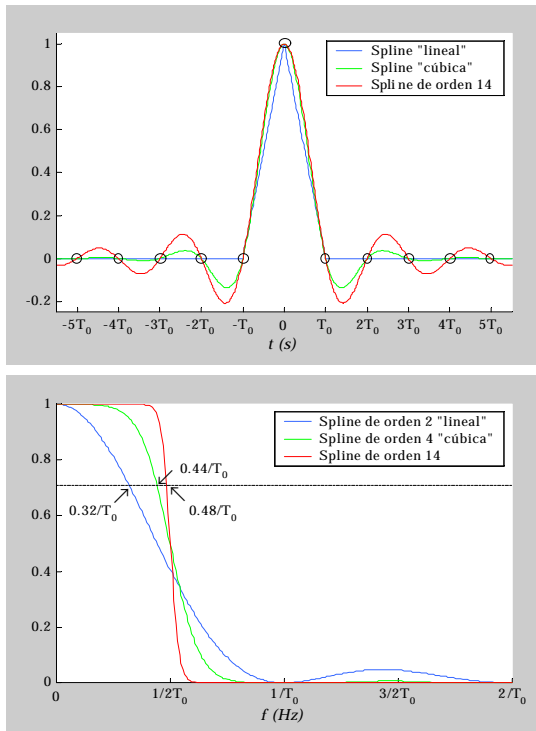 1
0.8
0.6
0.4
0.2
0
-0.2
Spline "lineal"
Spline "cúbica"
Spline de orden 14
-5T0 -4T0 -3T0 -2T0 -T0 0 T0 2T0 3T0 4T0 5T0
t (s)
1
0.8
0.6
0.4
0.2
0
Spline de orden 2 "lineal"
Spline de orden 4 "cúbica"
Spline de orden 14
0.44/T0
0.32/T0 0.48/T0
0 1/2T0 1/T0 3/2T0 2/T0
f (Hz)